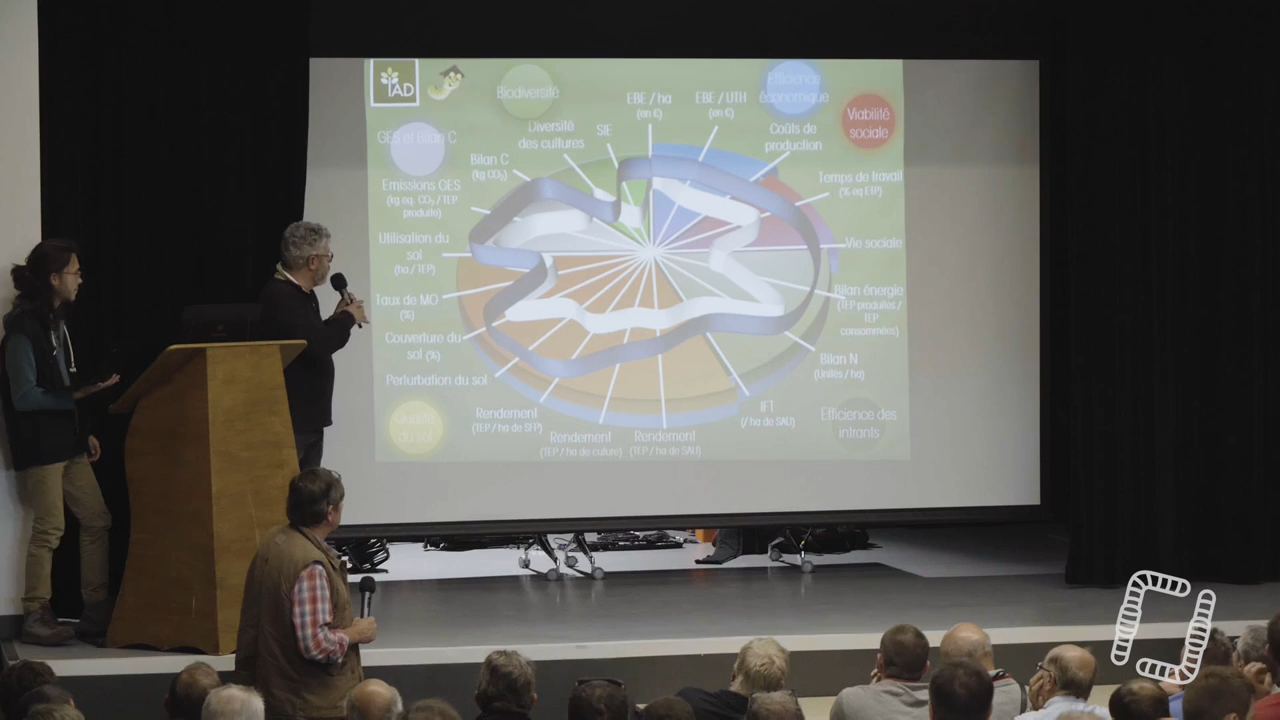 IAD
Biodiversité
Efficience
économique
Viabilité
sociale
GES et Bilan C
EBE / ha
(en €)
EBE / UTH
(en €)
Diversité
des cultures
SIE
Coûts de
production
Bilan C
(kg CO₂)
Temps de travail
(% eq ETP)
Emissions GES
(kg eq. CO₂ / TEP
produite)
Utilisation du
sol
(ha / TEP)
Vie sociale
Taux de MO
(%)
Bilan énergie
(TEP produites /
TEP
consommées)
Couverture du
sol (%)
Bilan N
(Unités / ha)
Perturbation du sol
Qualité
du sol
Rendement
(TEP / ha de SFP)
Rendement
(TEP / ha de culture)
Rendement
(TEP / ha de SAU)
IFT
(/ ha de SAU)
Efficience des
intrants